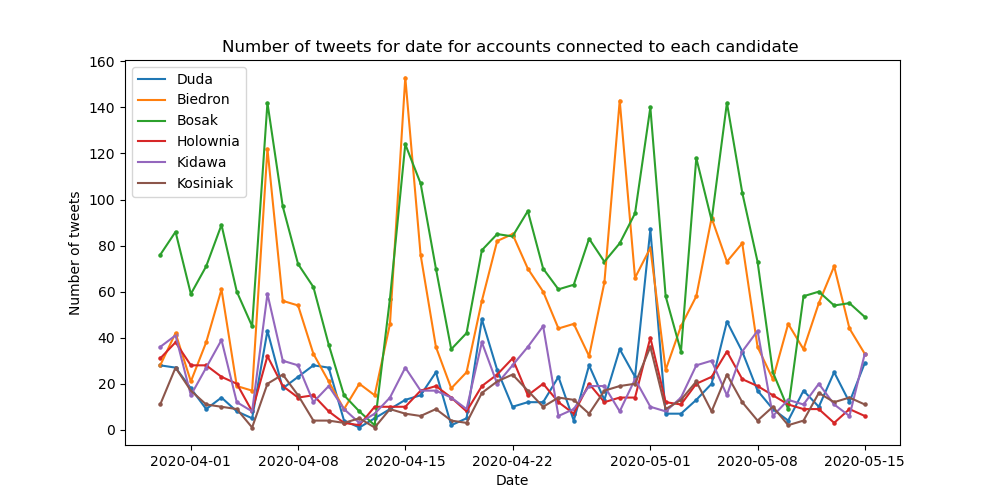 Number of tweets for date for accounts connected to each candidate
160
140
120
100
80
60
40
20
0
Number of tweets
Duda
Biedron
Bosak
Holownia
Kidawa
Kosiniak
2020-04-01 2020-04-08 2020-04-15 2020-04-22 2020-05-01 2020-05-08 2020-05-15
Date